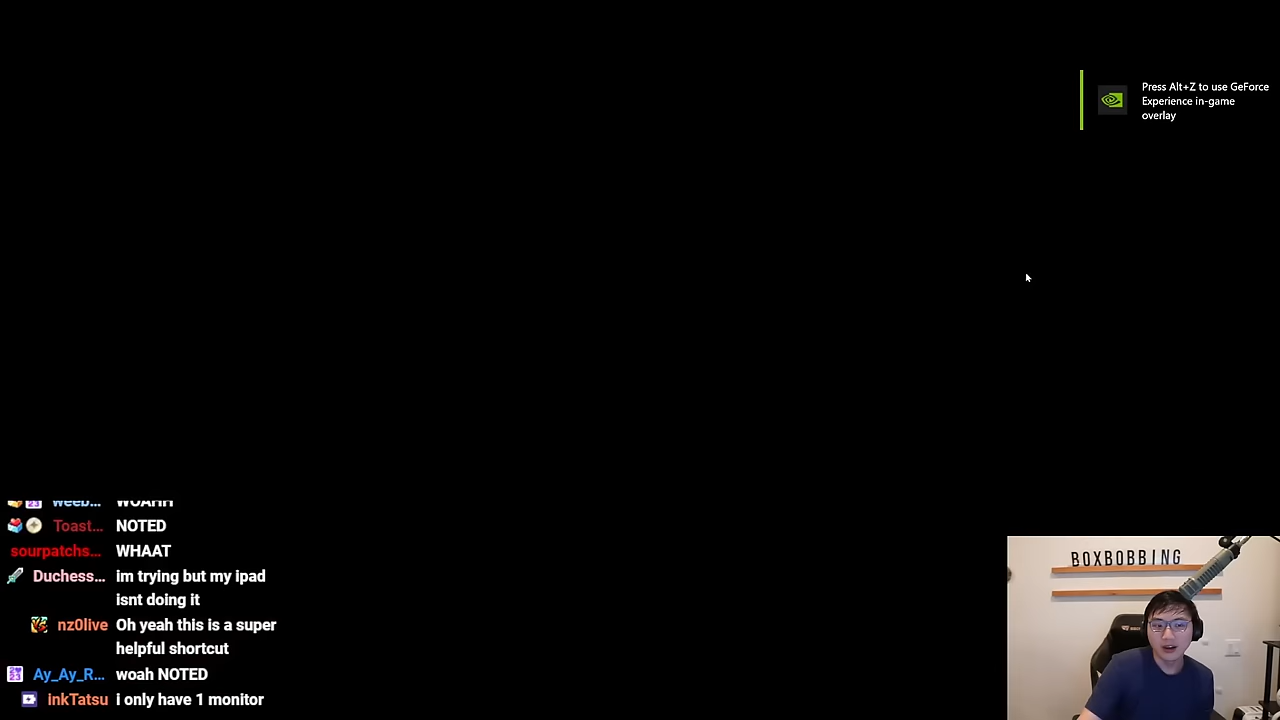 Press Alt+Z to use GeForce
Experience in-game
overlay
weeb... WOAHH
Toast... NOTED
sourpatchs... WHAAT
Duchess... im trying but my ipad
isnt doing it
nz0live Oh yeah this is a super
helpful shortcut
Ay_Ay_R... woah NOTED
inkTatsu i only have 1 monitor
BOXBOBBING